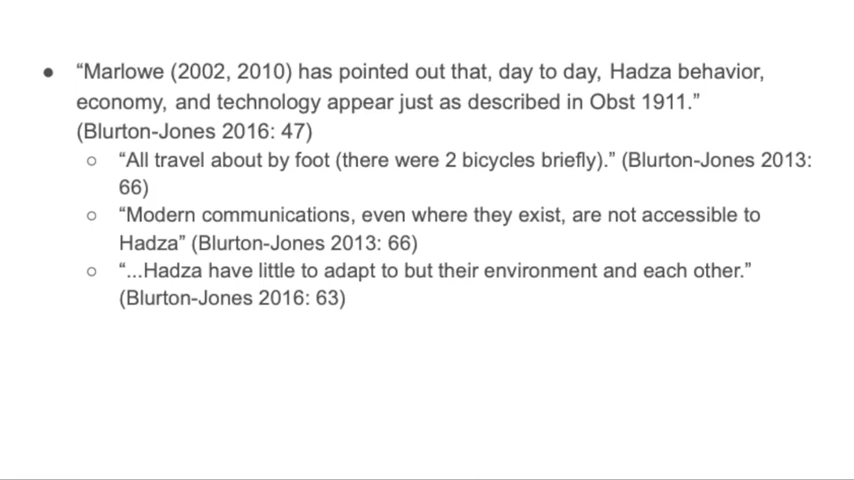 ● “Marlowe (2002, 2010) has pointed out that, day to day, Hadza behavior,
economy, and technology appear just as described in Obst 1911.”
(Blurton-Jones 2016: 47)
○ “All travel about by foot (there were 2 bicycles briefly).” (Blurton-Jones 2013:
66)
○ “Modern communications, even where they exist, are not accessible to
Hadza” (Blurton-Jones 2013: 66)
○ “...Hadza have little to adapt to but their environment and each other.”
(Blurton-Jones 2016: 63)